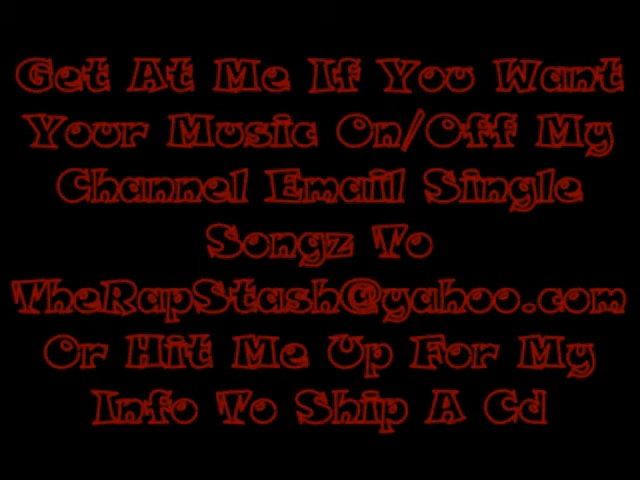 Get At Me If You Want
Your Music On/Off My
Channel Email Single
Songz To
TheRapStash@yahoo.com
Or Hit Me Up For My
Info To Ship A Cd